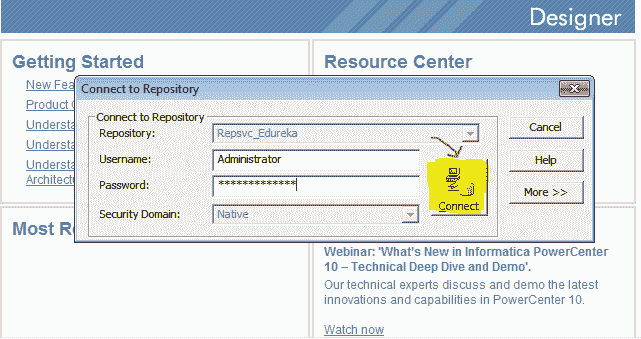 Designer
Getting Started
Resource Center
New Fea
Product
Understa
Understa
Understa
Architectu
Most R
Connect to Repository
Connect to Repository
Repository: Repsvc_Edureka
Username: Administrator
Password: *************
Security Domain: Native
Connect
Cancel
Help
More >>
Webinar: 'What's New in Informatica PowerCenter
10 – Technical Deep Dive and Demo'.
Our technical experts discuss and demo the latest
innovations and capabilities in PowerCenter 10.
Watch now